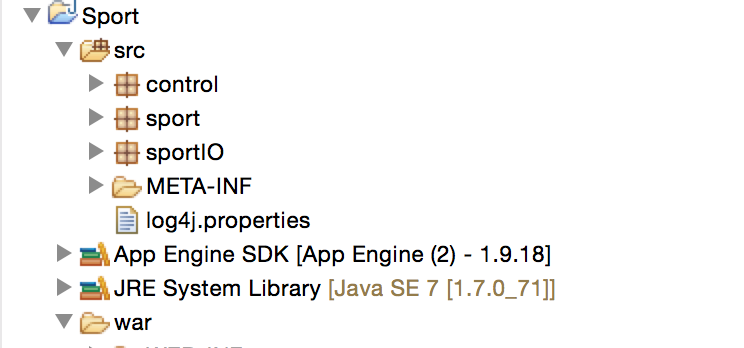 Sport
src
control
sport
sportIO
META-INF
log4j.properties
App Engine SDK [App Engine (2) - 1.9.18]
JRE System Library [Java SE 7 [1.7.0_71]]
war